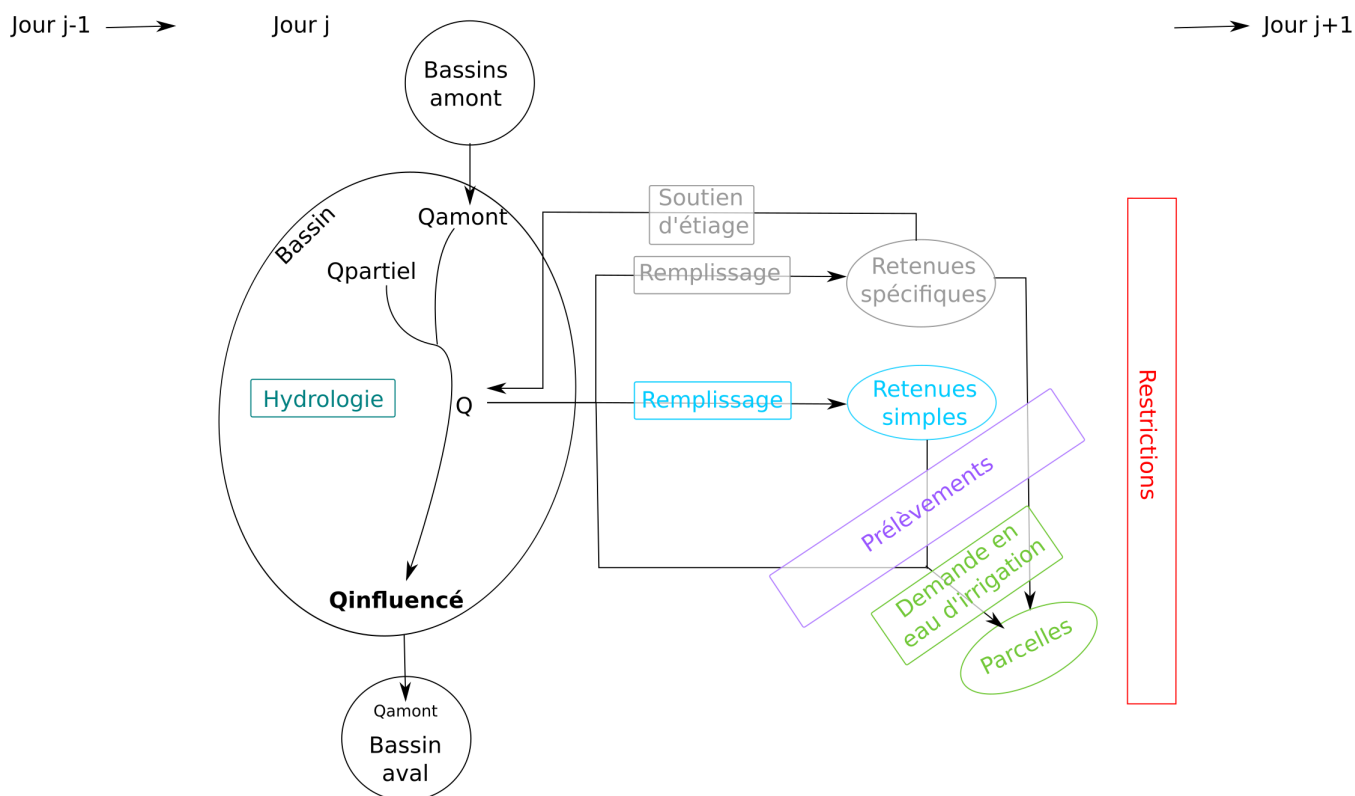 Jour j-1
Jour j
Jour j+1
Bassins
amont
Bassin
Qamont
Qpartiel
Hydrologie
Q
Qinfluencé
Qamont
Bassin
aval
Soutien
d'étiage
Remplissage
Retenues
spécifiques
Remplissage
Retenues
simples
Prélèvements
Demande en
eau d'irrigation
Parcelles
Restrictions